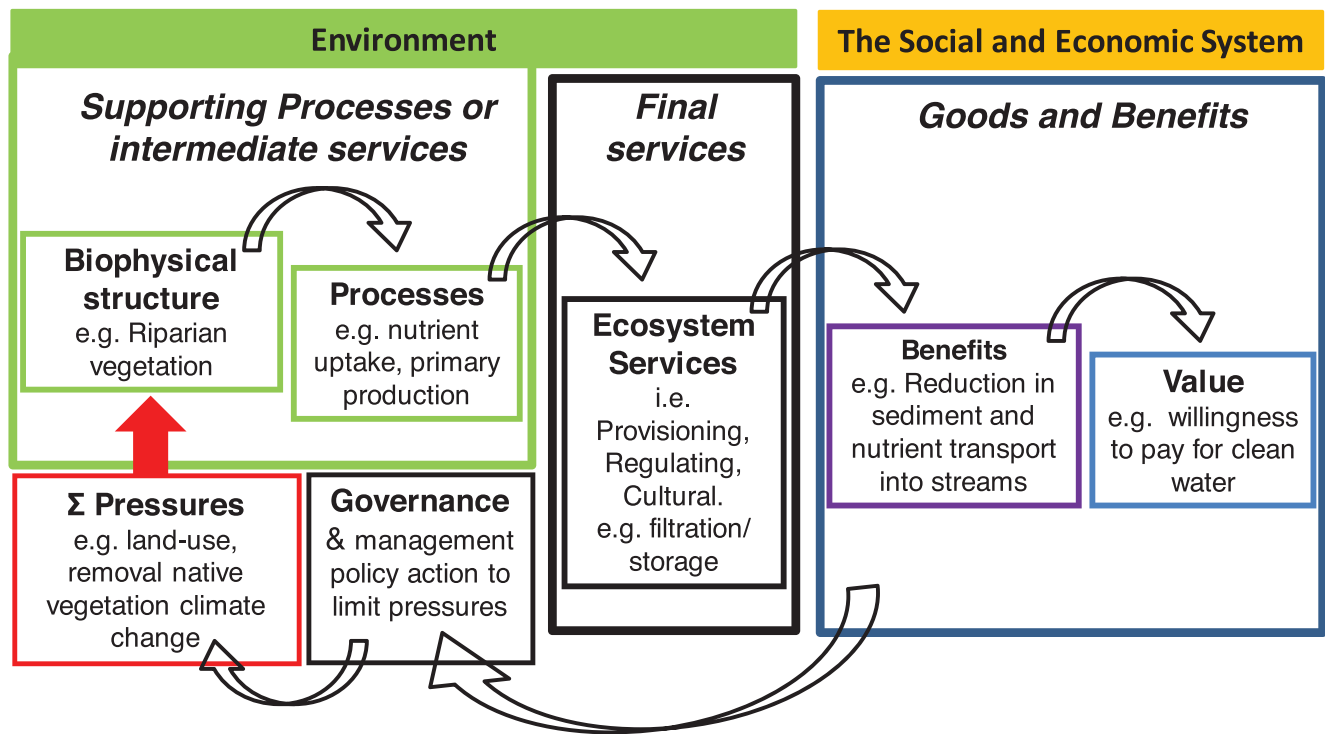 Environment
The Social and Economic System
Supporting Processes or
intermediate services
Final
services
Goods and Benefits
Biophysical
structure
e.g. Riparian
vegetation
Processes
e.g. nutrient
uptake, primary
production
Ecosystem
Services
i.e.
Provisioning,
Regulating,
Cultural.
e.g. filtration/
storage
Benefits
e.g. Reduction in
sediment and
nutrient transport
into streams
Value
e.g. willingness
to pay for clean
water
Σ Pressures
e.g. land-use,
removal native
vegetation climate
change
Governance
& management
policy action to
limit pressures